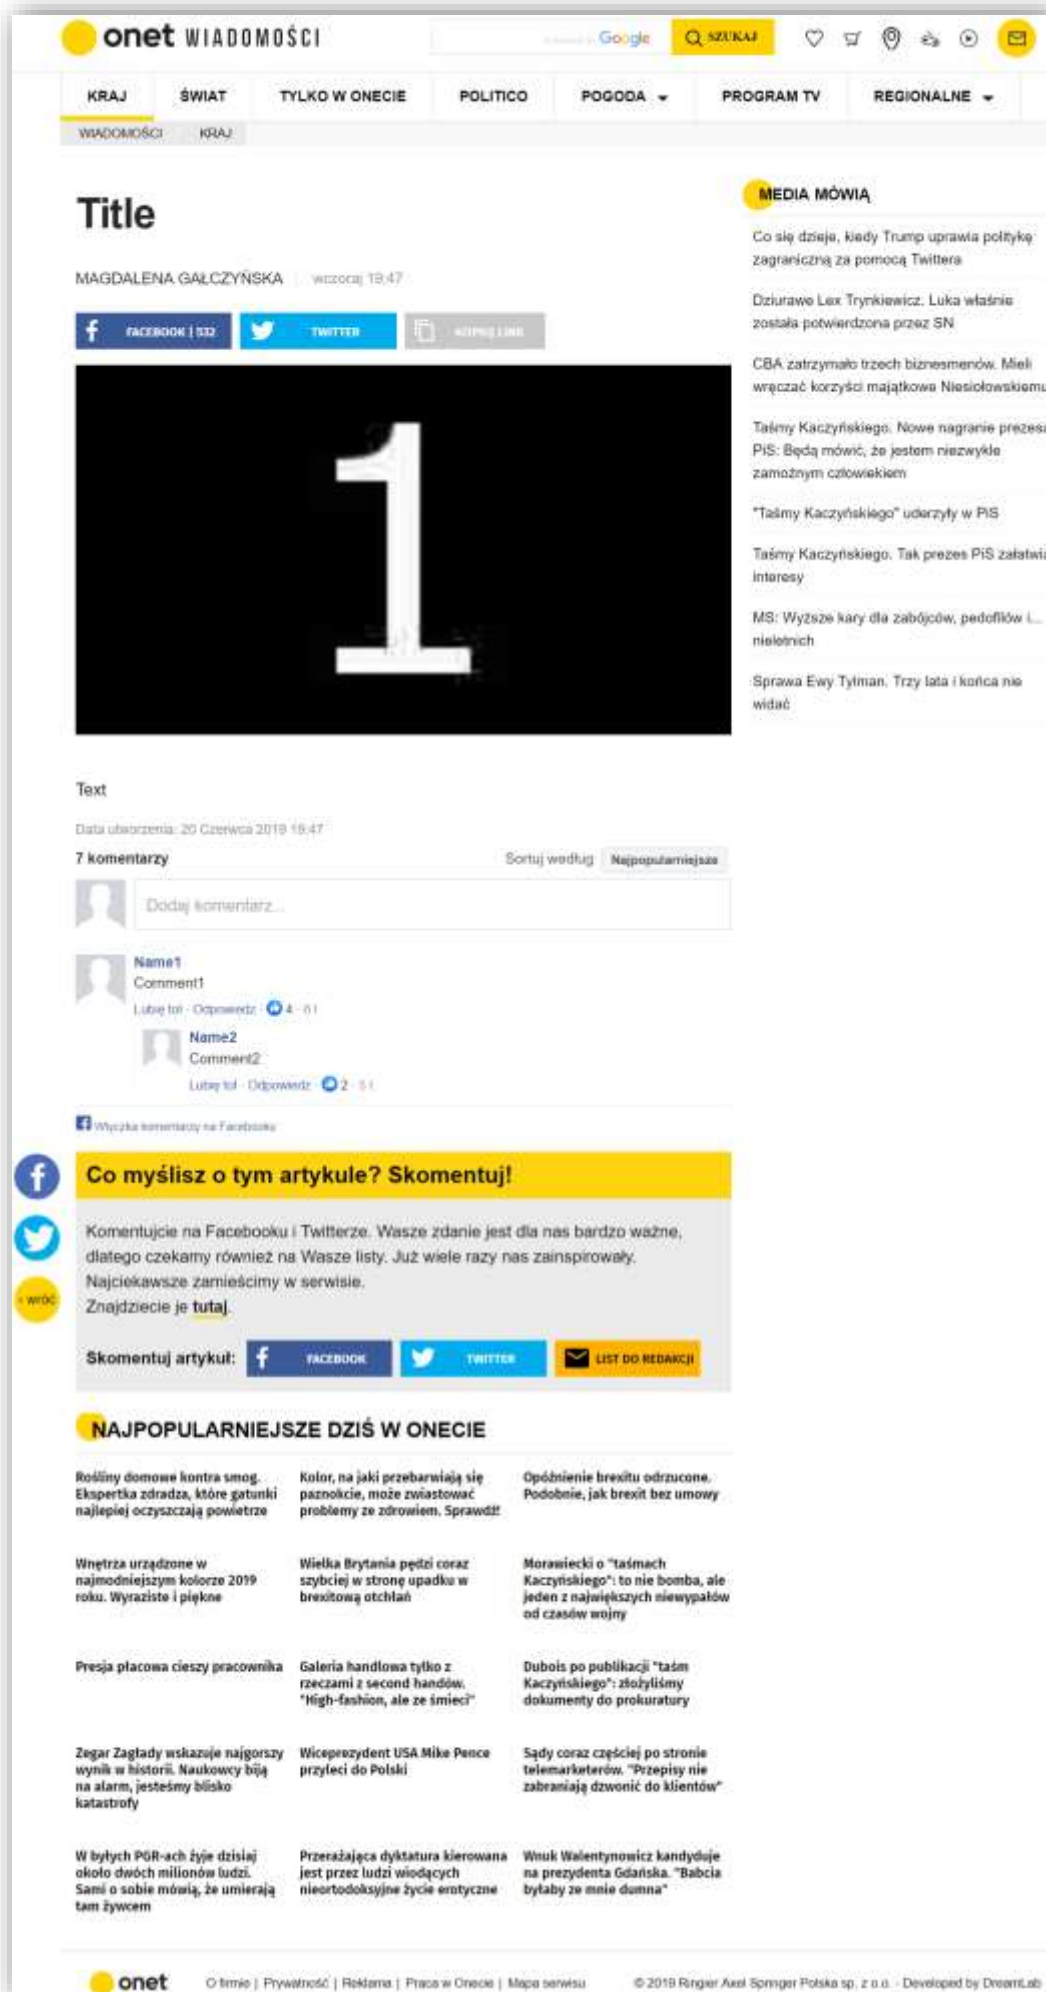 onet WIADOMOŚCI
Google
SZUKAJ
KRAJ ŚWIAT TYLKO W ONECIE POLITICO POGODA PROGRAM TV REGIONALNE
WIADOMOŚCI KRAJ
Title
MAGDALENA GAŁCZYŃSKA wczoraj 19:47
FACEBOOK | 532 TWITTER KOPIUJ LINK
1
Text
Data utworzenia: 20 Czerwca 2019 19:47
7 komentarzy Sortuj według Najpopularniejsze
Dodaj komentarz...
Name1
Comment1
Lubię to! · Odpowiedz · 4 · 6 t
Name2
Comment2
Lubię to! · Odpowiedz · 2 · 5 t
Wtyczka komentarzy na Facebooku
MEDIA MÓWIĄ
Co się dzieje, kiedy Trump uprawia politykę
zagraniczną za pomocą Twittera
Dziurawe Lex Trynkiewicz. Luka właśnie
została potwierdzona przez SN
CBA zatrzymało trzech biznesmenów. Mieli
wręczać korzyści majątkowe Niesiołowskiemu
Taśmy Kaczyńskiego. Nowe nagranie prezesa
PiS: Będą mówić, że jestem niezwykle
zamożnym człowiekiem
"Taśmy Kaczyńskiego" uderzyły w PiS
Taśmy Kaczyńskiego. Tak prezes PiS załatwia
interesy
MS: Wyższe kary dla zabójców, pedofilów i...
nieletnich
Sprawa Ewy Tylman. Trzy lata i końca nie
widać
‹ wróć
Co myślisz o tym artykule? Skomentuj!
Komentujcie na Facebooku i Twitterze. Wasze zdanie jest dla nas bardzo ważne,
dlatego czekamy również na Wasze listy. Już wiele razy nas zainspirowały.
Najciekawsze zamieścimy w serwisie.
Znajdziecie je tutaj.
Skomentuj artykuł: FACEBOOK TWITTER LIST DO REDAKCJI
NAJPOPULARNIEJSZE DZIŚ W ONECIE
Rośliny domowe kontra smog.
Ekspertka zdradza, które gatunki
najlepiej oczyszczają powietrze
Kolor, na jaki przebarwiają się
paznokcie, może zwiastować
problemy ze zdrowiem. Sprawdź!
Opóźnienie brexitu odrzucone.
Podobnie, jak brexit bez umowy
Wnętrza urządzone w
najmodniejszym kolorze 2019
roku. Wyraziste i piękne
Wielka Brytania pędzi coraz
szybciej w stronę upadku w
brexitową otchłań
Morawiecki o "taśmach
Kaczyńskiego": to nie bomba, ale
jeden z największych niewypałów
od czasów wojny
Presja płacowa cieszy pracownika
Galeria handlowa tylko z
rzeczami z second handów.
"High-fashion, ale ze śmieci"
Dubois po publikacji "taśm
Kaczyńskiego": złożyliśmy
dokumenty do prokuratury
Zegar Zagłady wskazuje najgorszy
wynik w historii. Naukowcy biją
na alarm, jesteśmy blisko
katastrofy
Wiceprezydent USA Mike Pence
przyleci do Polski
Sądy coraz częściej po stronie
telemarketerów. "Przepisy nie
zabraniają dzwonić do klientów"
W byłych PGR-ach żyje dzisiaj
około dwóch milionów ludzi.
Sami o sobie mówią, że umierają
tam żywcem
Przerażająca dyktatura kierowana
jest przez ludzi wiodących
nieortodoksyjne życie erotyczne
Wnuk Walentynowicz kandyduje
na prezydenta Gdańska. "Babcia
byłaby ze mnie dumna"
onet O firmie | Prywatność | Reklama | Praca w Onecie | Mapa serwisu © 2019 Ringier Axel Springer Polska sp. z o.o. - Developed by DreamLab